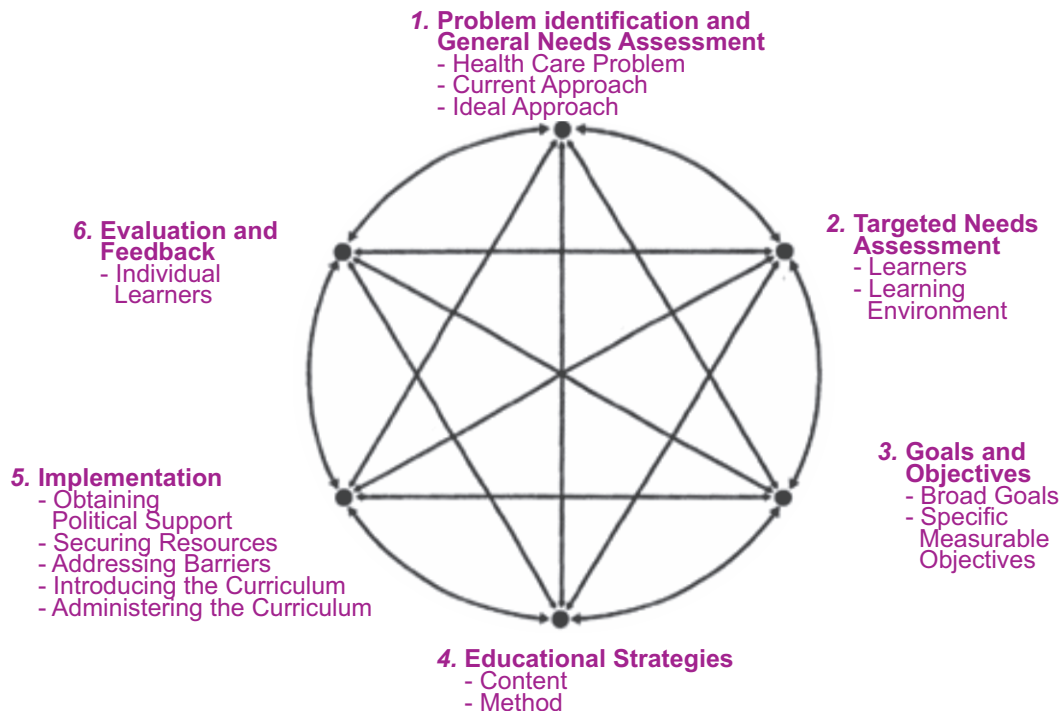 1. Problem identification and
General Needs Assessment
- Health Care Problem
- Current Approach
- Ideal Approach
2. Targeted Needs
Assessment
- Learners
- Learning
Environment
3. Goals and
Objectives
- Broad Goals
- Specific
Measurable
Objectives
4. Educational Strategies
- Content
- Method
5. Implementation
- Obtaining
Political Support
- Securing Resources
- Addressing Barriers
- Introducing the Curriculum
- Administering the Curriculum
6. Evaluation and
Feedback
- Individual
Learners